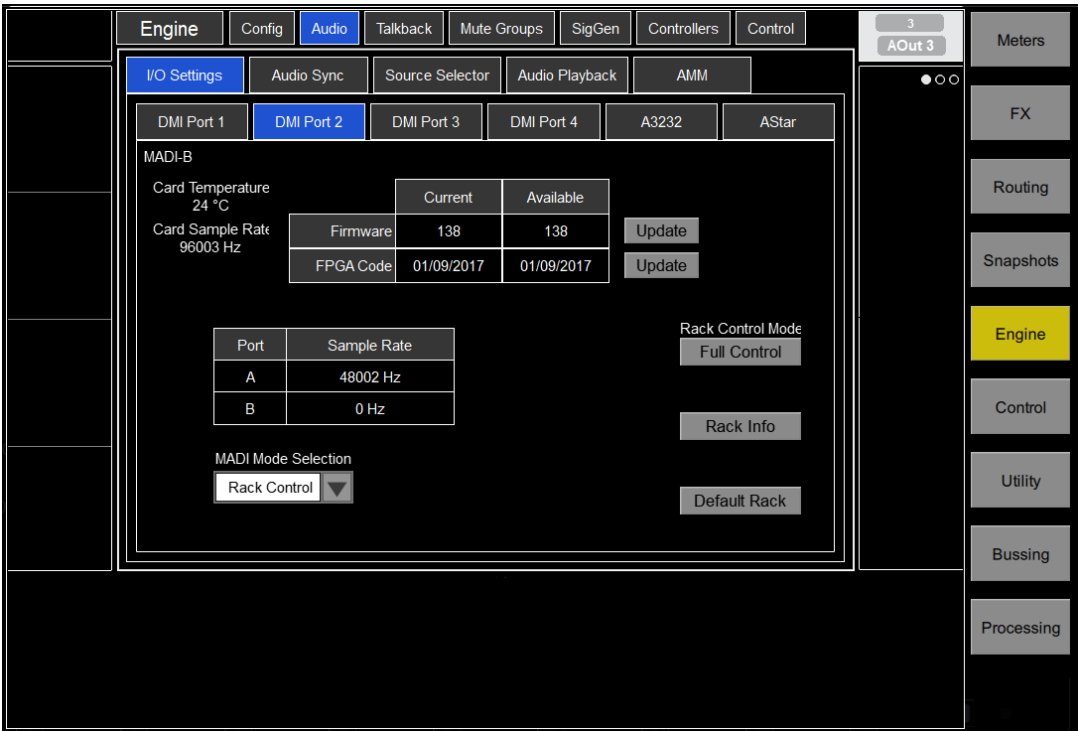 Engine Config Audio Talkback Mute Groups SigGen Controllers Control
3
AOut 3
Meters
I/O Settings Audio Sync Source Selector Audio Playback AMM
DMI Port 1 DMI Port 2 DMI Port 3 DMI Port 4 A3232 AStar
FX
MADI-B
Card Temperature
24 °C
Current Available
Routing
Card Sample Rate
96003 Hz
Firmware 138 138 Update
FPGA Code 01/09/2017 01/09/2017 Update
Snapshots
Rack Control Mode
Full Control
Engine
Port Sample Rate
A 48002 Hz
B 0 Hz
Rack Info
Control
MADI Mode Selection
Rack Control
Default Rack
Utility
Bussing
Processing